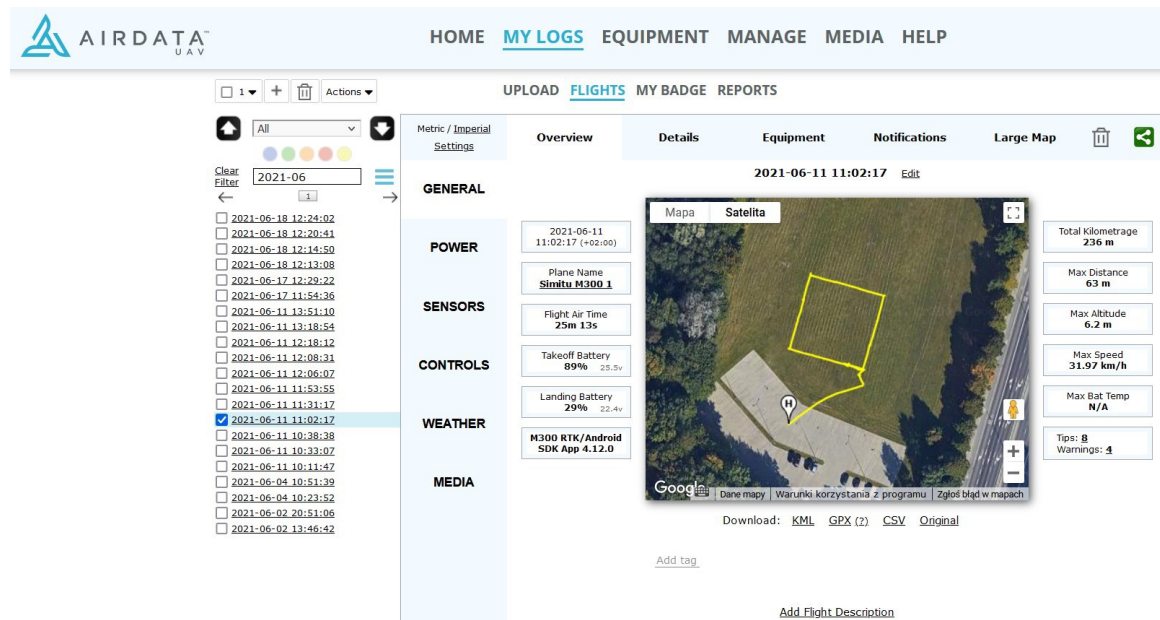 AIRDATA
UAV
HOME MY LOGS EQUIPMENT MANAGE MEDIA HELP
1 + Actions
UPLOAD FLIGHTS MY BADGE REPORTS
All
Clear Filter
2021-06
1
2021-06-18 12:24:02
2021-06-18 12:20:41
2021-06-18 12:14:50
2021-06-18 12:13:08
2021-06-17 12:29:22
2021-06-17 11:54:36
2021-06-11 13:51:10
2021-06-11 13:18:54
2021-06-11 12:18:12
2021-06-11 12:08:31
2021-06-11 12:06:07
2021-06-11 11:53:55
2021-06-11 11:31:17
2021-06-11 11:02:17
2021-06-11 10:38:38
2021-06-11 10:33:07
2021-06-11 10:11:47
2021-06-04 10:51:39
2021-06-04 10:23:52
2021-06-02 20:51:06
2021-06-02 13:46:42
Metric / Imperial
Settings
Overview Details Equipment Notifications Large Map
GENERAL
POWER
SENSORS
CONTROLS
WEATHER
MEDIA
2021-06-11 11:02:17 Edit
2021-06-11
11:02:17 (+02:00)
Plane Name
Simitu M300 1
Flight Air Time
25m 13s
Takeoff Battery
89% 25.5v
Landing Battery
29% 22.4v
M300 RTK/Android
SDK App 4.12.0
Mapa Satelita
H
+
−
Google
Dane mapy Warunki korzystania z programu Zgłoś błąd w mapach
Total Kilometrage
236 m
Max Distance
63 m
Max Altitude
6.2 m
Max Speed
31.97 km/h
Max Bat Temp
N/A
Tips: 8
Warnings: 4
Download: KML GPX (?) CSV Original
Add tag
Add Flight Description